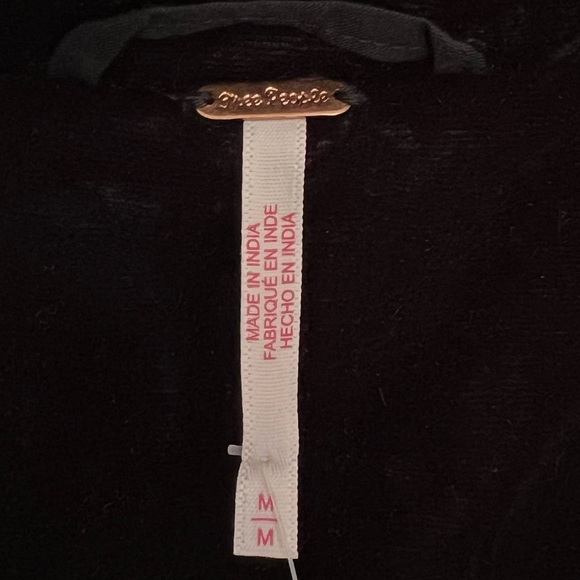 Free People
MADE IN INDIA
FABRIQUÉ EN INDE
HECHO EN INDIA
M
M